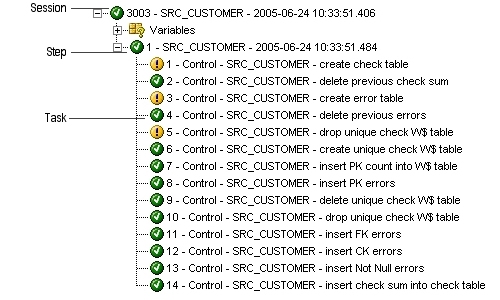 Session 3003 - SRC_CUSTOMER - 2005-06-24 10:33:51.406
Variables
Step 1 - SRC_CUSTOMER - 2005-06-24 10:33:51.484
1 - Control - SRC_CUSTOMER - create check table
2 - Control - SRC_CUSTOMER - delete previous check sum
3 - Control - SRC_CUSTOMER - create error table
Task 4 - Control - SRC_CUSTOMER - delete previous errors
5 - Control - SRC_CUSTOMER - drop unique check W$ table
6 - Control - SRC_CUSTOMER - create unique check W$ table
7 - Control - SRC_CUSTOMER - insert PK count into W$ table
8 - Control - SRC_CUSTOMER - insert PK errors
9 - Control - SRC_CUSTOMER - delete unique check W$ table
10 - Control - SRC_CUSTOMER - drop unique check W$ table
11 - Control - SRC_CUSTOMER - insert FK errors
12 - Control - SRC_CUSTOMER - insert CK errors
13 - Control - SRC_CUSTOMER - insert Not Null errors
14 - Control - SRC_CUSTOMER - insert check sum into check table